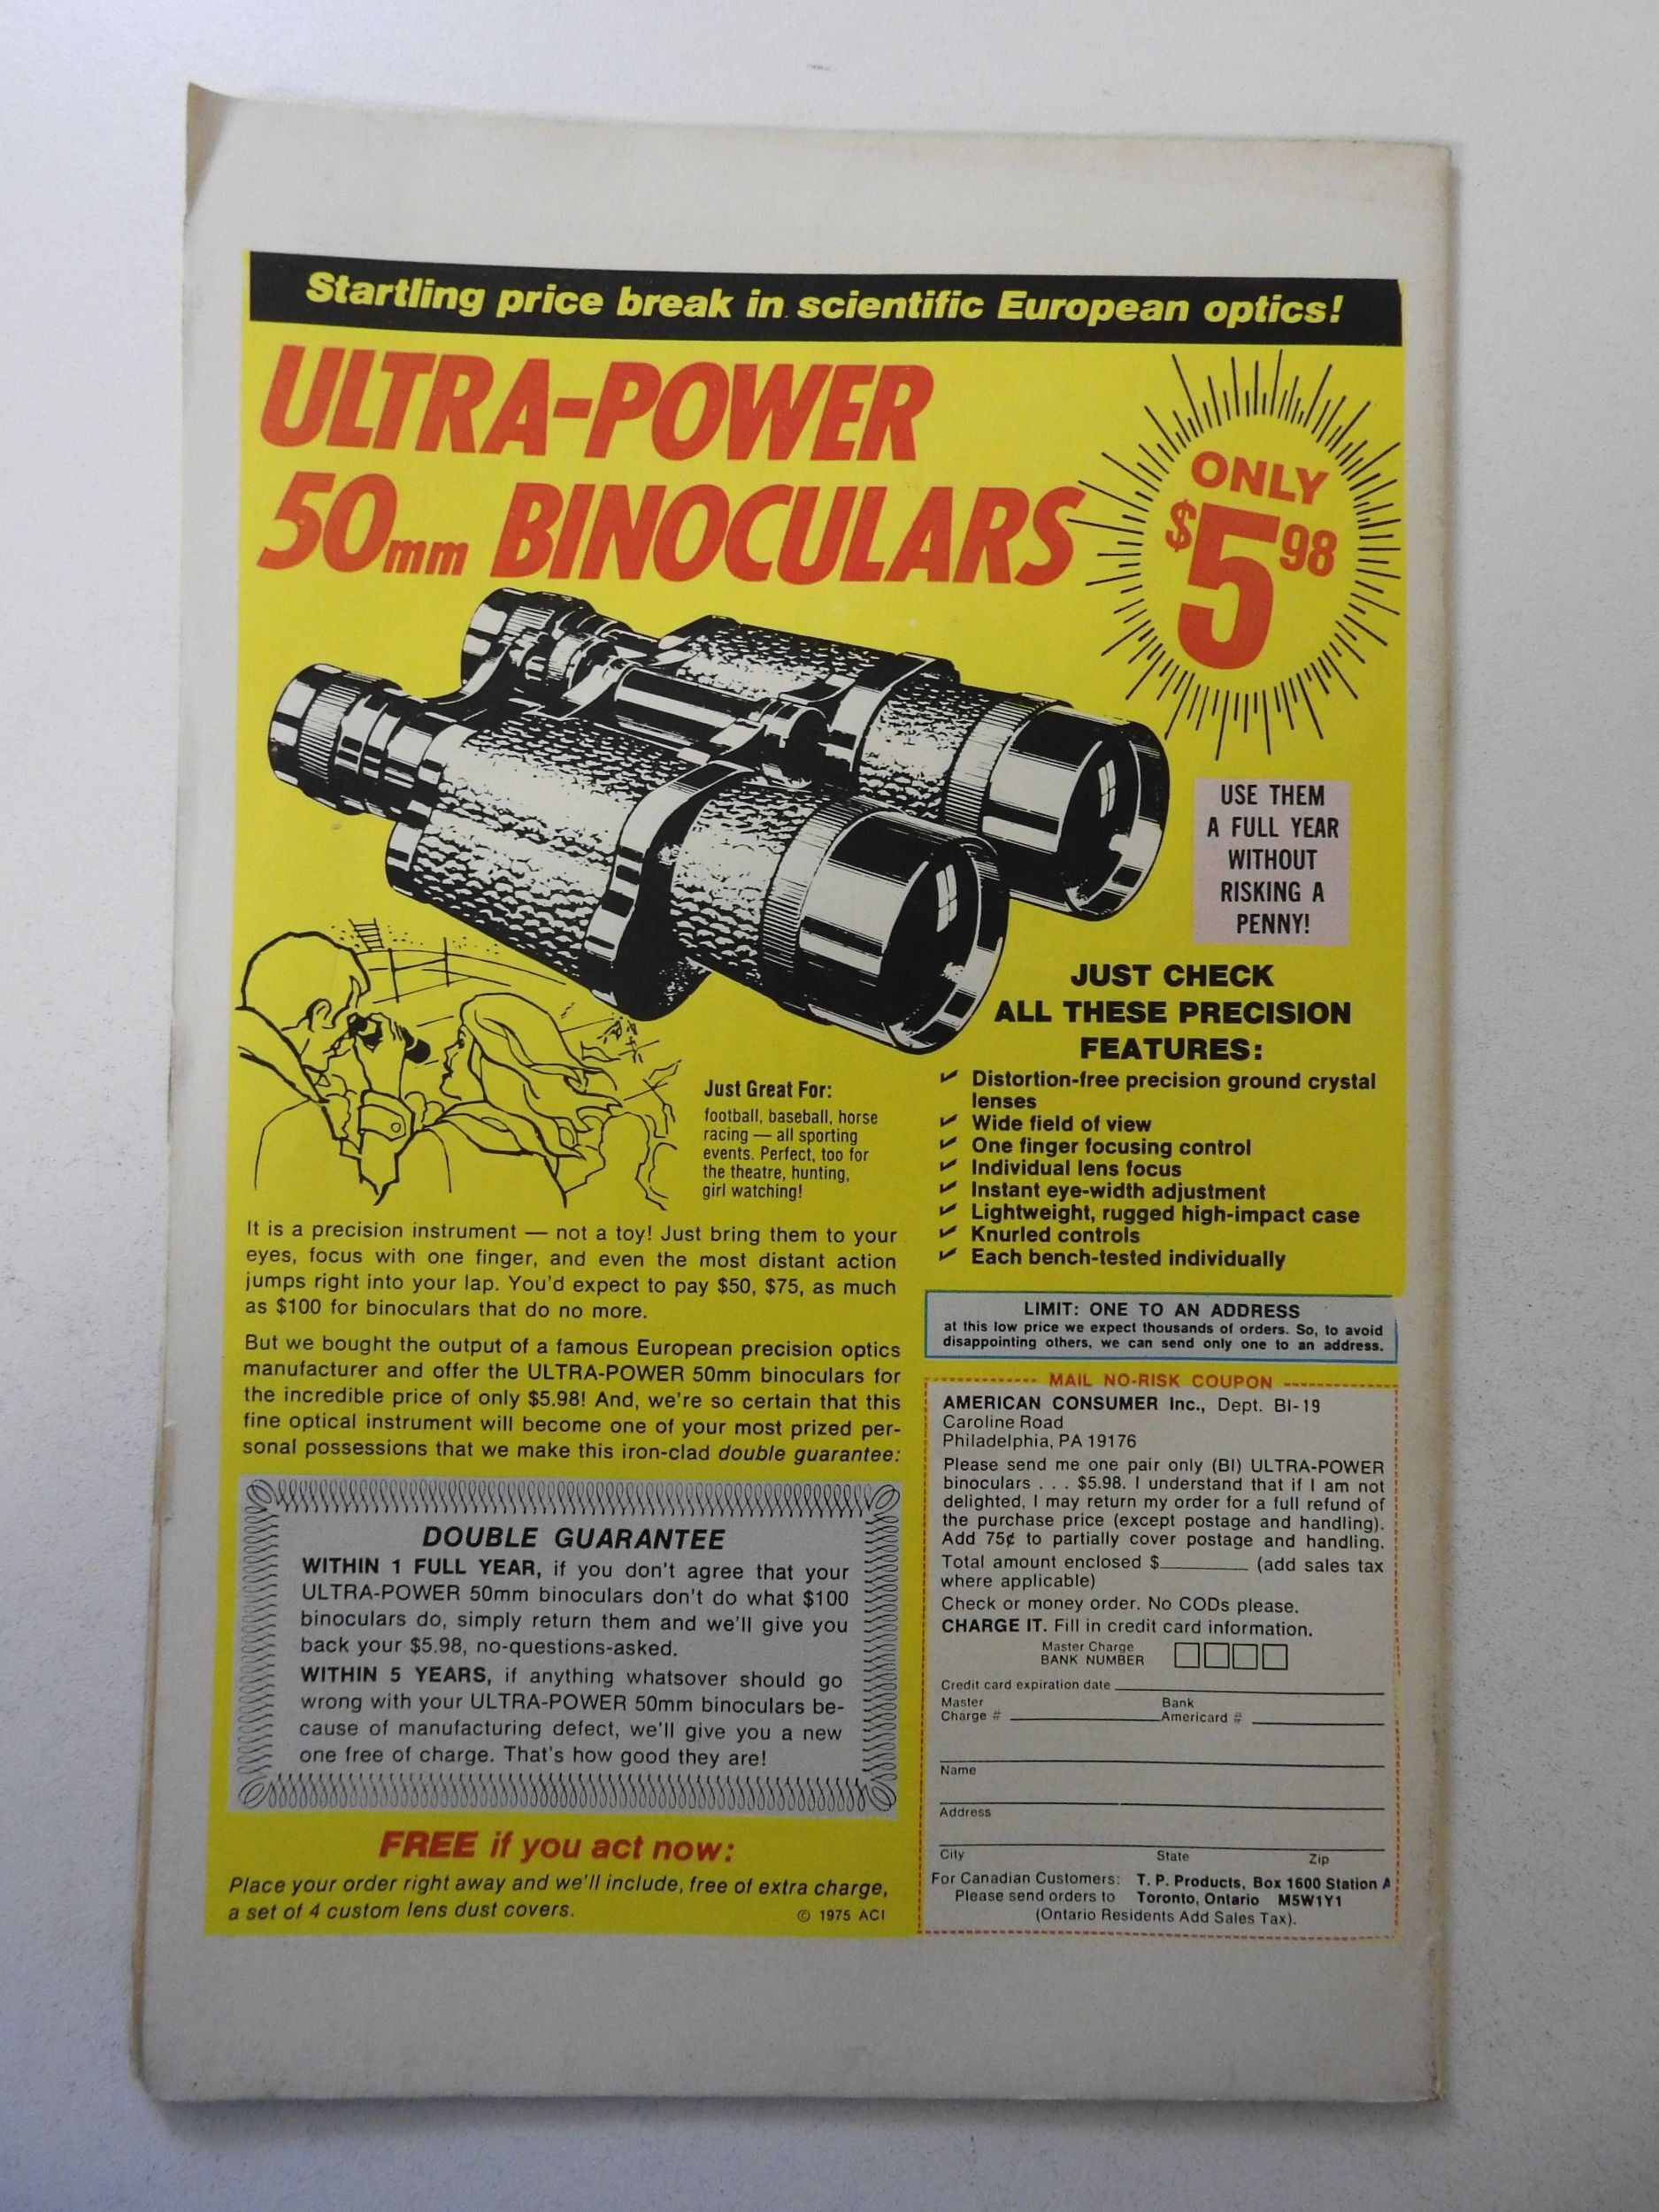 Startling price break in scientific European optics!
ULTRA-POWER
50mm BINOCULARS
ONLY
$5 98
USE THEM
A FULL YEAR
WITHOUT
RISKING A
PENNY!
JUST CHECK
ALL THESE PRECISION
FEATURES:
✔ Distortion-free precision ground crystal
lenses
✔ Wide field of view
✔ One finger focusing control
✔ Individual lens focus
✔ Instant eye-width adjustment
✔ Lightweight, rugged high-impact case
✔ Knurled controls
✔ Each bench-tested individually
Just Great For:
football, baseball, horse
racing — all sporting
events. Perfect, too for
the theatre, hunting,
girl watching!
It is a precision instrument — not a toy! Just bring them to your
eyes, focus with one finger, and even the most distant action
jumps right into your lap. You'd expect to pay $50, $75, as much
as $100 for binoculars that do no more.
But we bought the output of a famous European precision optics
manufacturer and offer the ULTRA-POWER 50mm binoculars for
the incredible price of only $5.98! And, we're so certain that this
fine optical instrument will become one of your most prized per-
sonal possessions that we make this iron-clad double guarantee:
DOUBLE GUARANTEE
WITHIN 1 FULL YEAR, if you don't agree that your
ULTRA-POWER 50mm binoculars don't do what $100
binoculars do, simply return them and we'll give you
back your $5.98, no-questions-asked.
WITHIN 5 YEARS, if anything whatsover should go
wrong with your ULTRA-POWER 50mm binoculars be-
cause of manufacturing defect, we'll give you a new
one free of charge. That's how good they are!
FREE if you act now:
Place your order right away and we'll include, free of extra charge,
a set of 4 custom lens dust covers.
© 1975 ACI
LIMIT: ONE TO AN ADDRESS
at this low price we expect thousands of orders. So, to avoid
disappointing others, we can send only one to an address.
MAIL NO-RISK COUPON
AMERICAN CONSUMER Inc., Dept. BI-19
Caroline Road
Philadelphia, PA 19176
Please send me one pair only (BI) ULTRA-POWER
binoculars . . . $5.98. I understand that if I am not
delighted, I may return my order for a full refund of
the purchase price (except postage and handling).
Add 75¢ to partially cover postage and handling.
Total amount enclosed $________ (add sales tax
where applicable)
Check or money order. No CODs please.
CHARGE IT. Fill in credit card information.
Master Charge
BANK NUMBER
Credit card expiration date
Master Bank
Charge # Americard #
Name
Address
City State Zip
For Canadian Customers: T. P. Products, Box 1600 Station A
Please send orders to Toronto, Ontario M5W1Y1
(Ontario Residents Add Sales Tax).